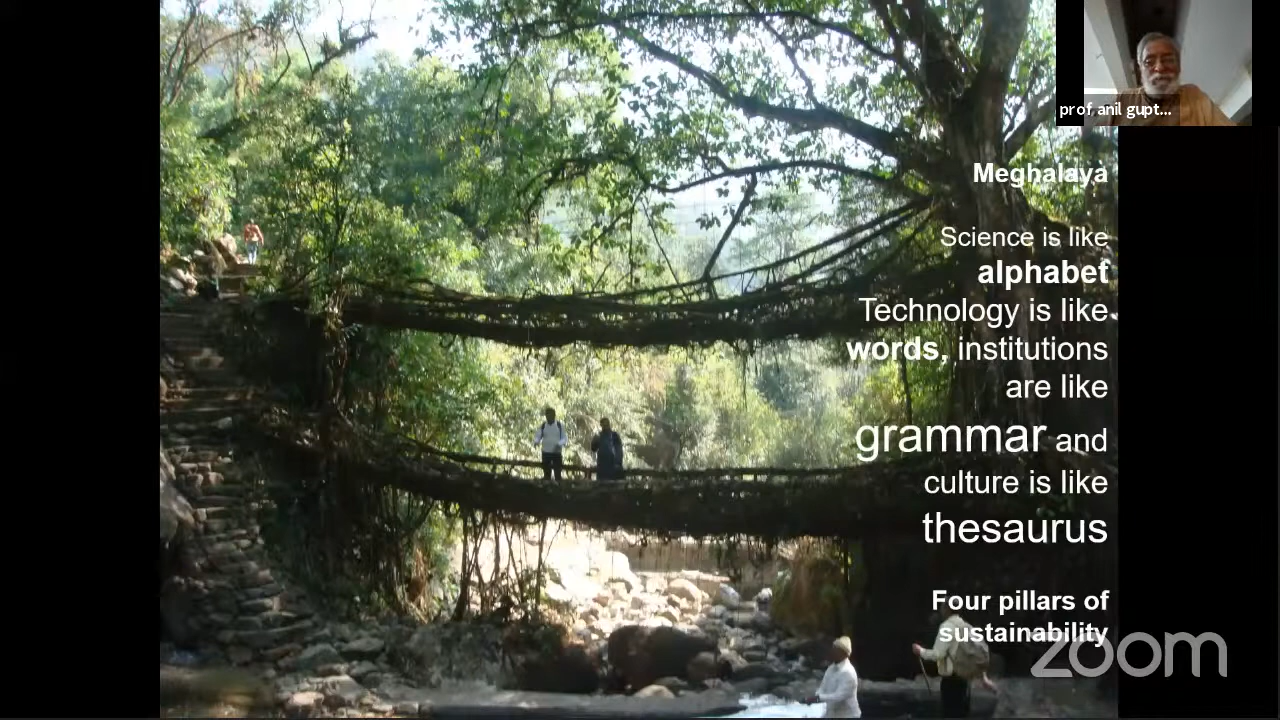 prof. anil gupt...
Meghalaya
Science is like
alphabet
Technology is like
words, institutions
are like
grammar and
culture is like
thesaurus
Four pillars of
sustainability
zoom